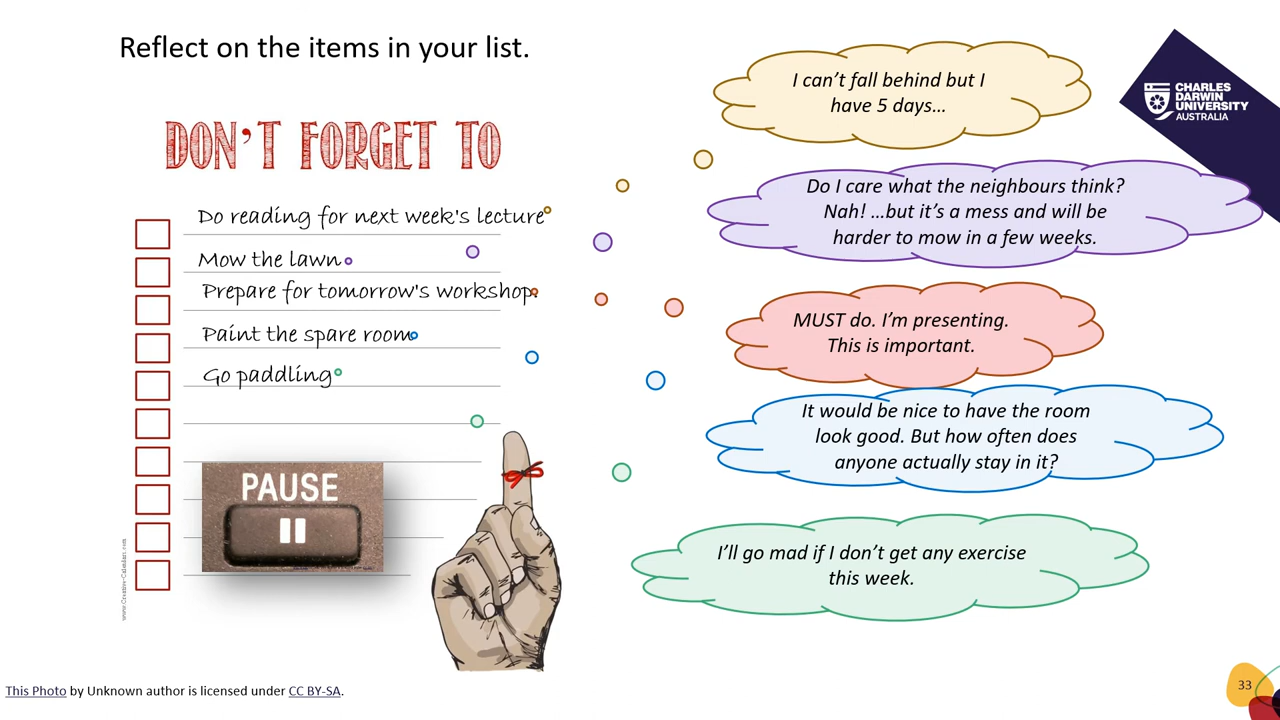 Reflect on the items in your list.
DON'T FORGET TO
Do reading for next week's lecture
Mow the lawn
Prepare for tomorrow's workshop.
Paint the spare room
Go paddling
PAUSE
www.Creative-Calendars.com
I can't fall behind but I
have 5 days…
Do I care what the neighbours think?
Nah! …but it's a mess and will be
harder to mow in a few weeks.
MUST do. I'm presenting.
This is important.
It would be nice to have the room
look good. But how often does
anyone actually stay in it?
I'll go mad if I don't get any exercise
this week.
CHARLES
DARWIN
UNIVERSITY
AUSTRALIA
This Photo by Unknown author is licensed under CC BY-SA.
33